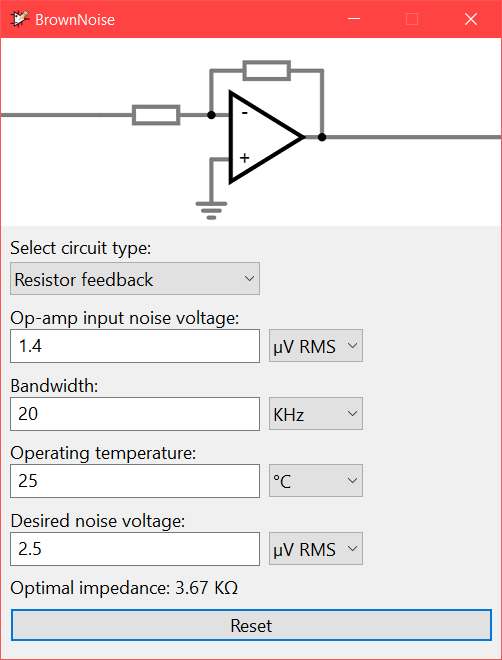 BrownNoise
-
+
Select circuit type:
Resistor feedback
Op-amp input noise voltage:
1.4 µV RMS
Bandwidth:
20 KHz
Operating temperature:
25 °C
Desired noise voltage:
2.5 µV RMS
Optimal impedance: 3.67 KΩ
Reset